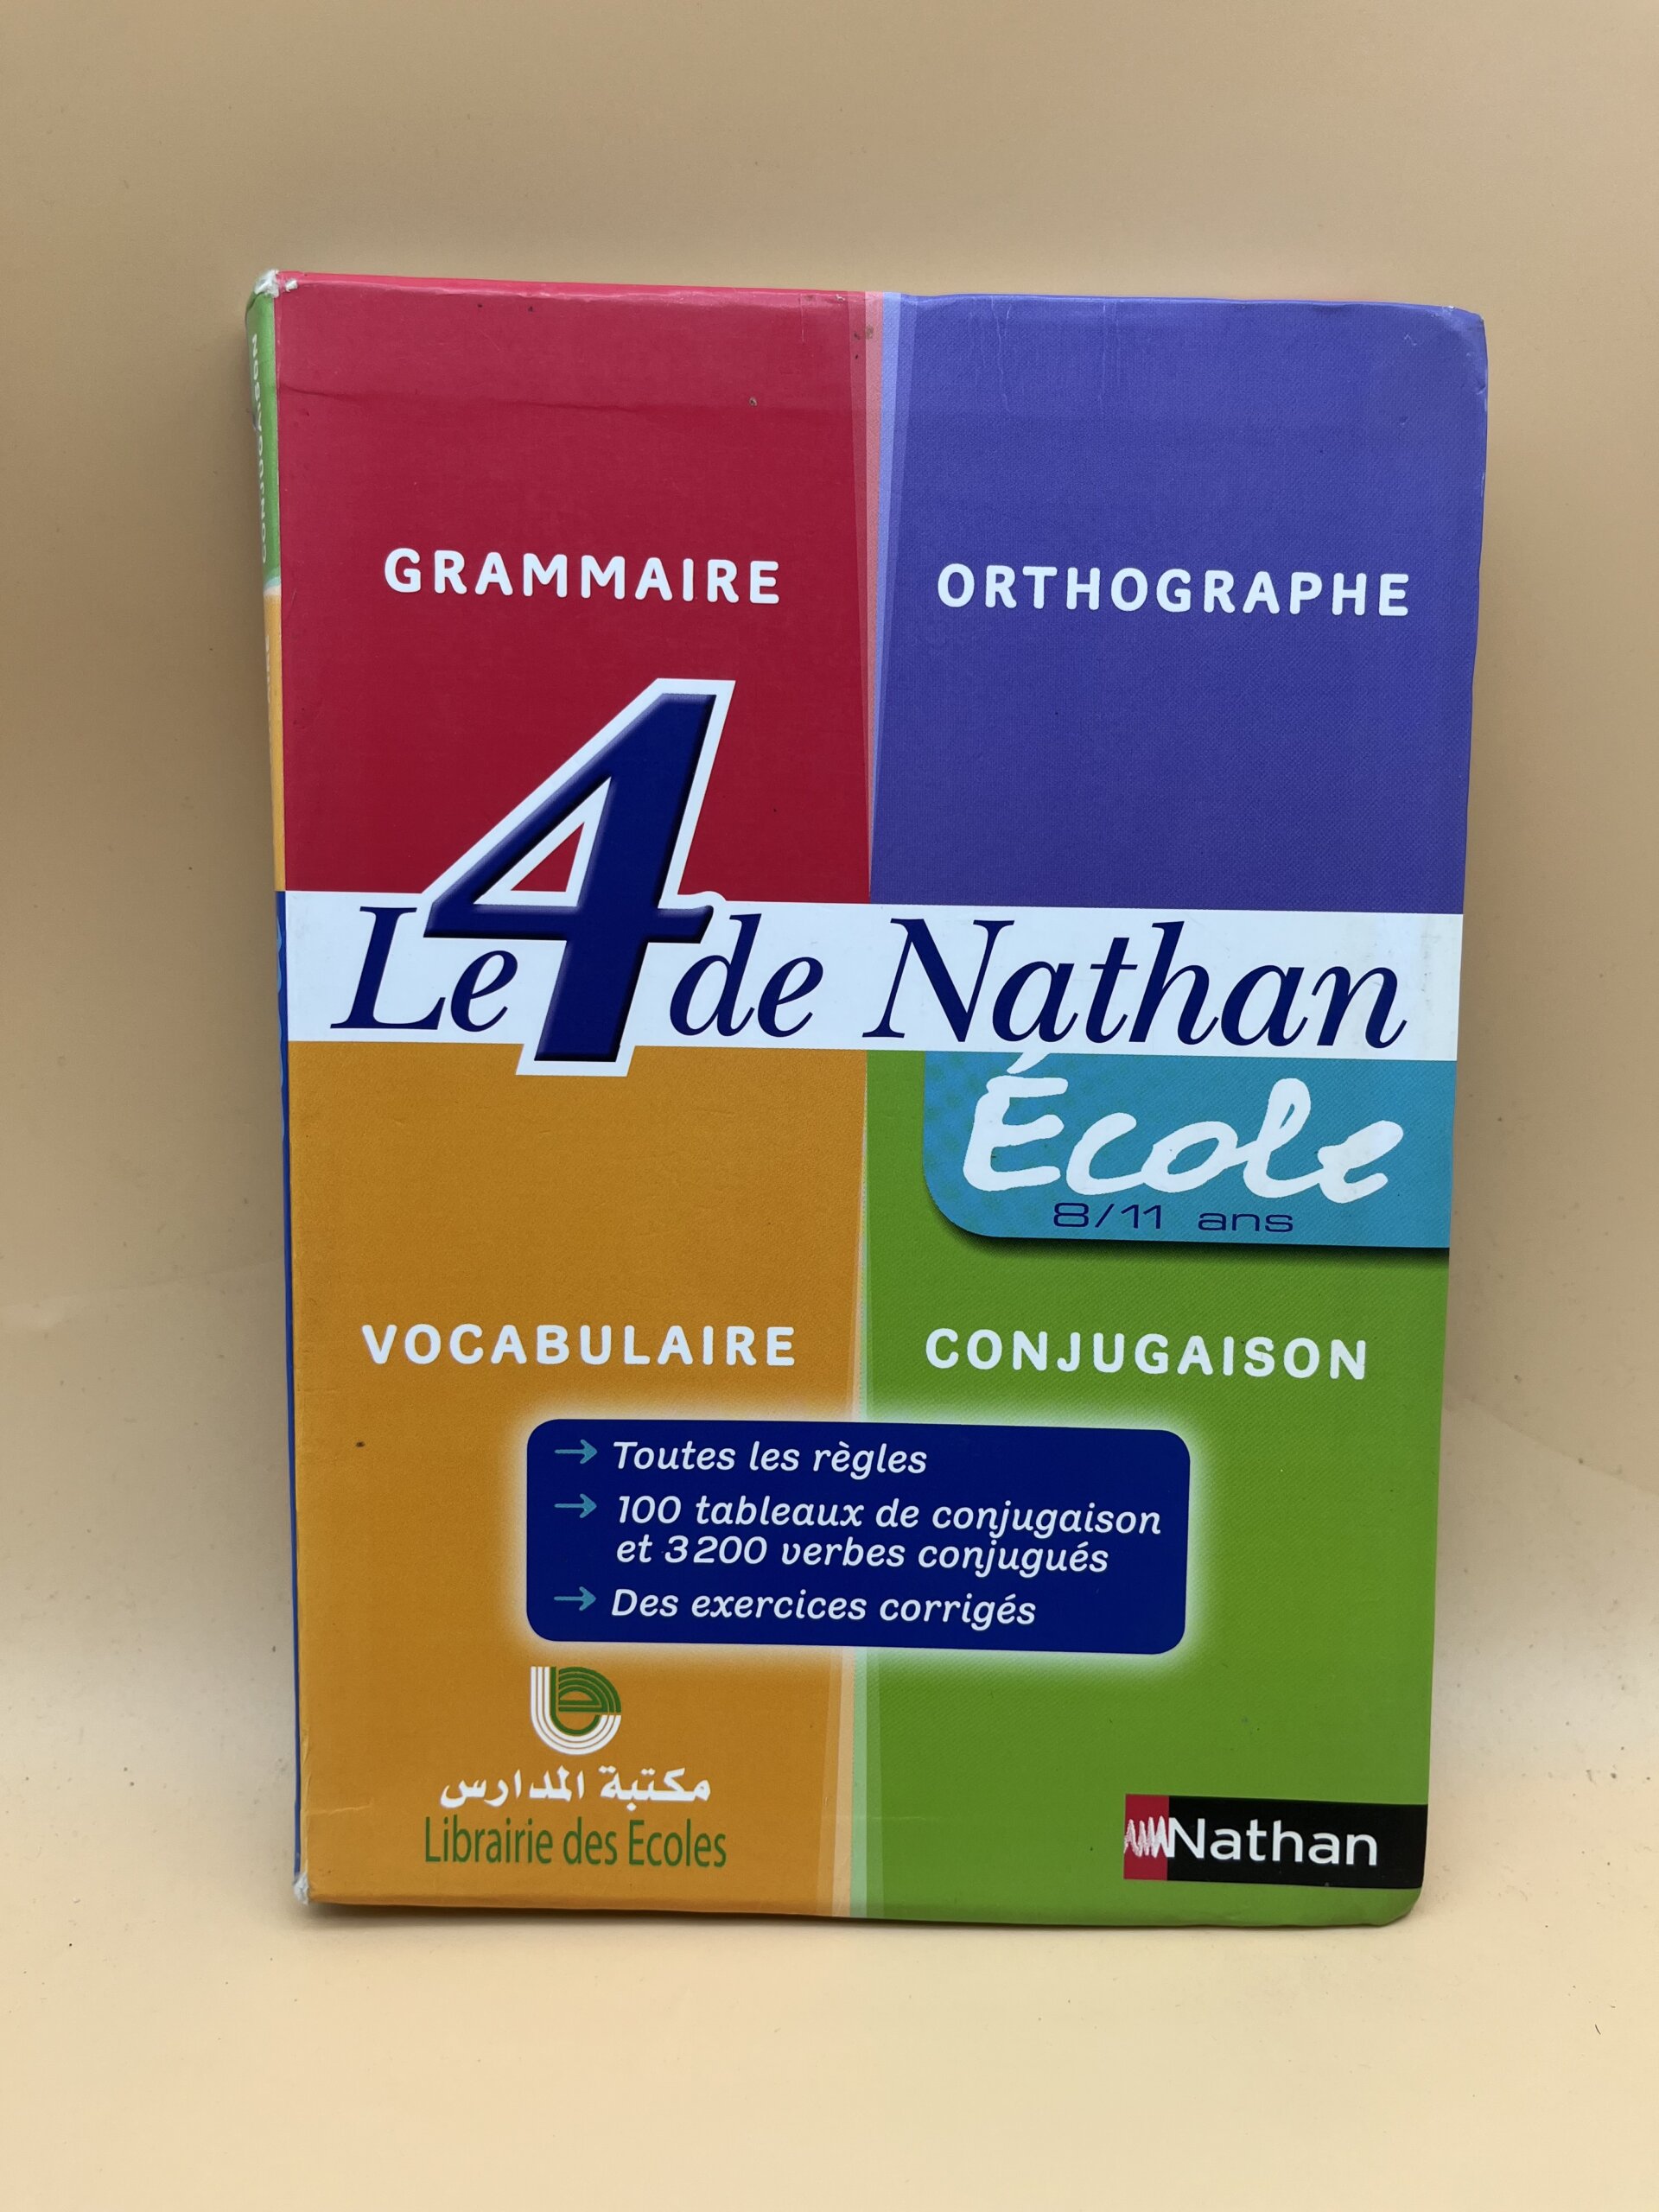 GRAMMAIRE
ORTHOGRAPHE
Le 4 de Nathan
École
8/11 ans
VOCABULAIRE
CONJUGAISON
→ Toutes les règles
→ 100 tableaux de conjugaison
et 3200 verbes conjugués
→ Des exercices corrigés
مكتبة المدارس
Librairie des Ecoles
Nathan